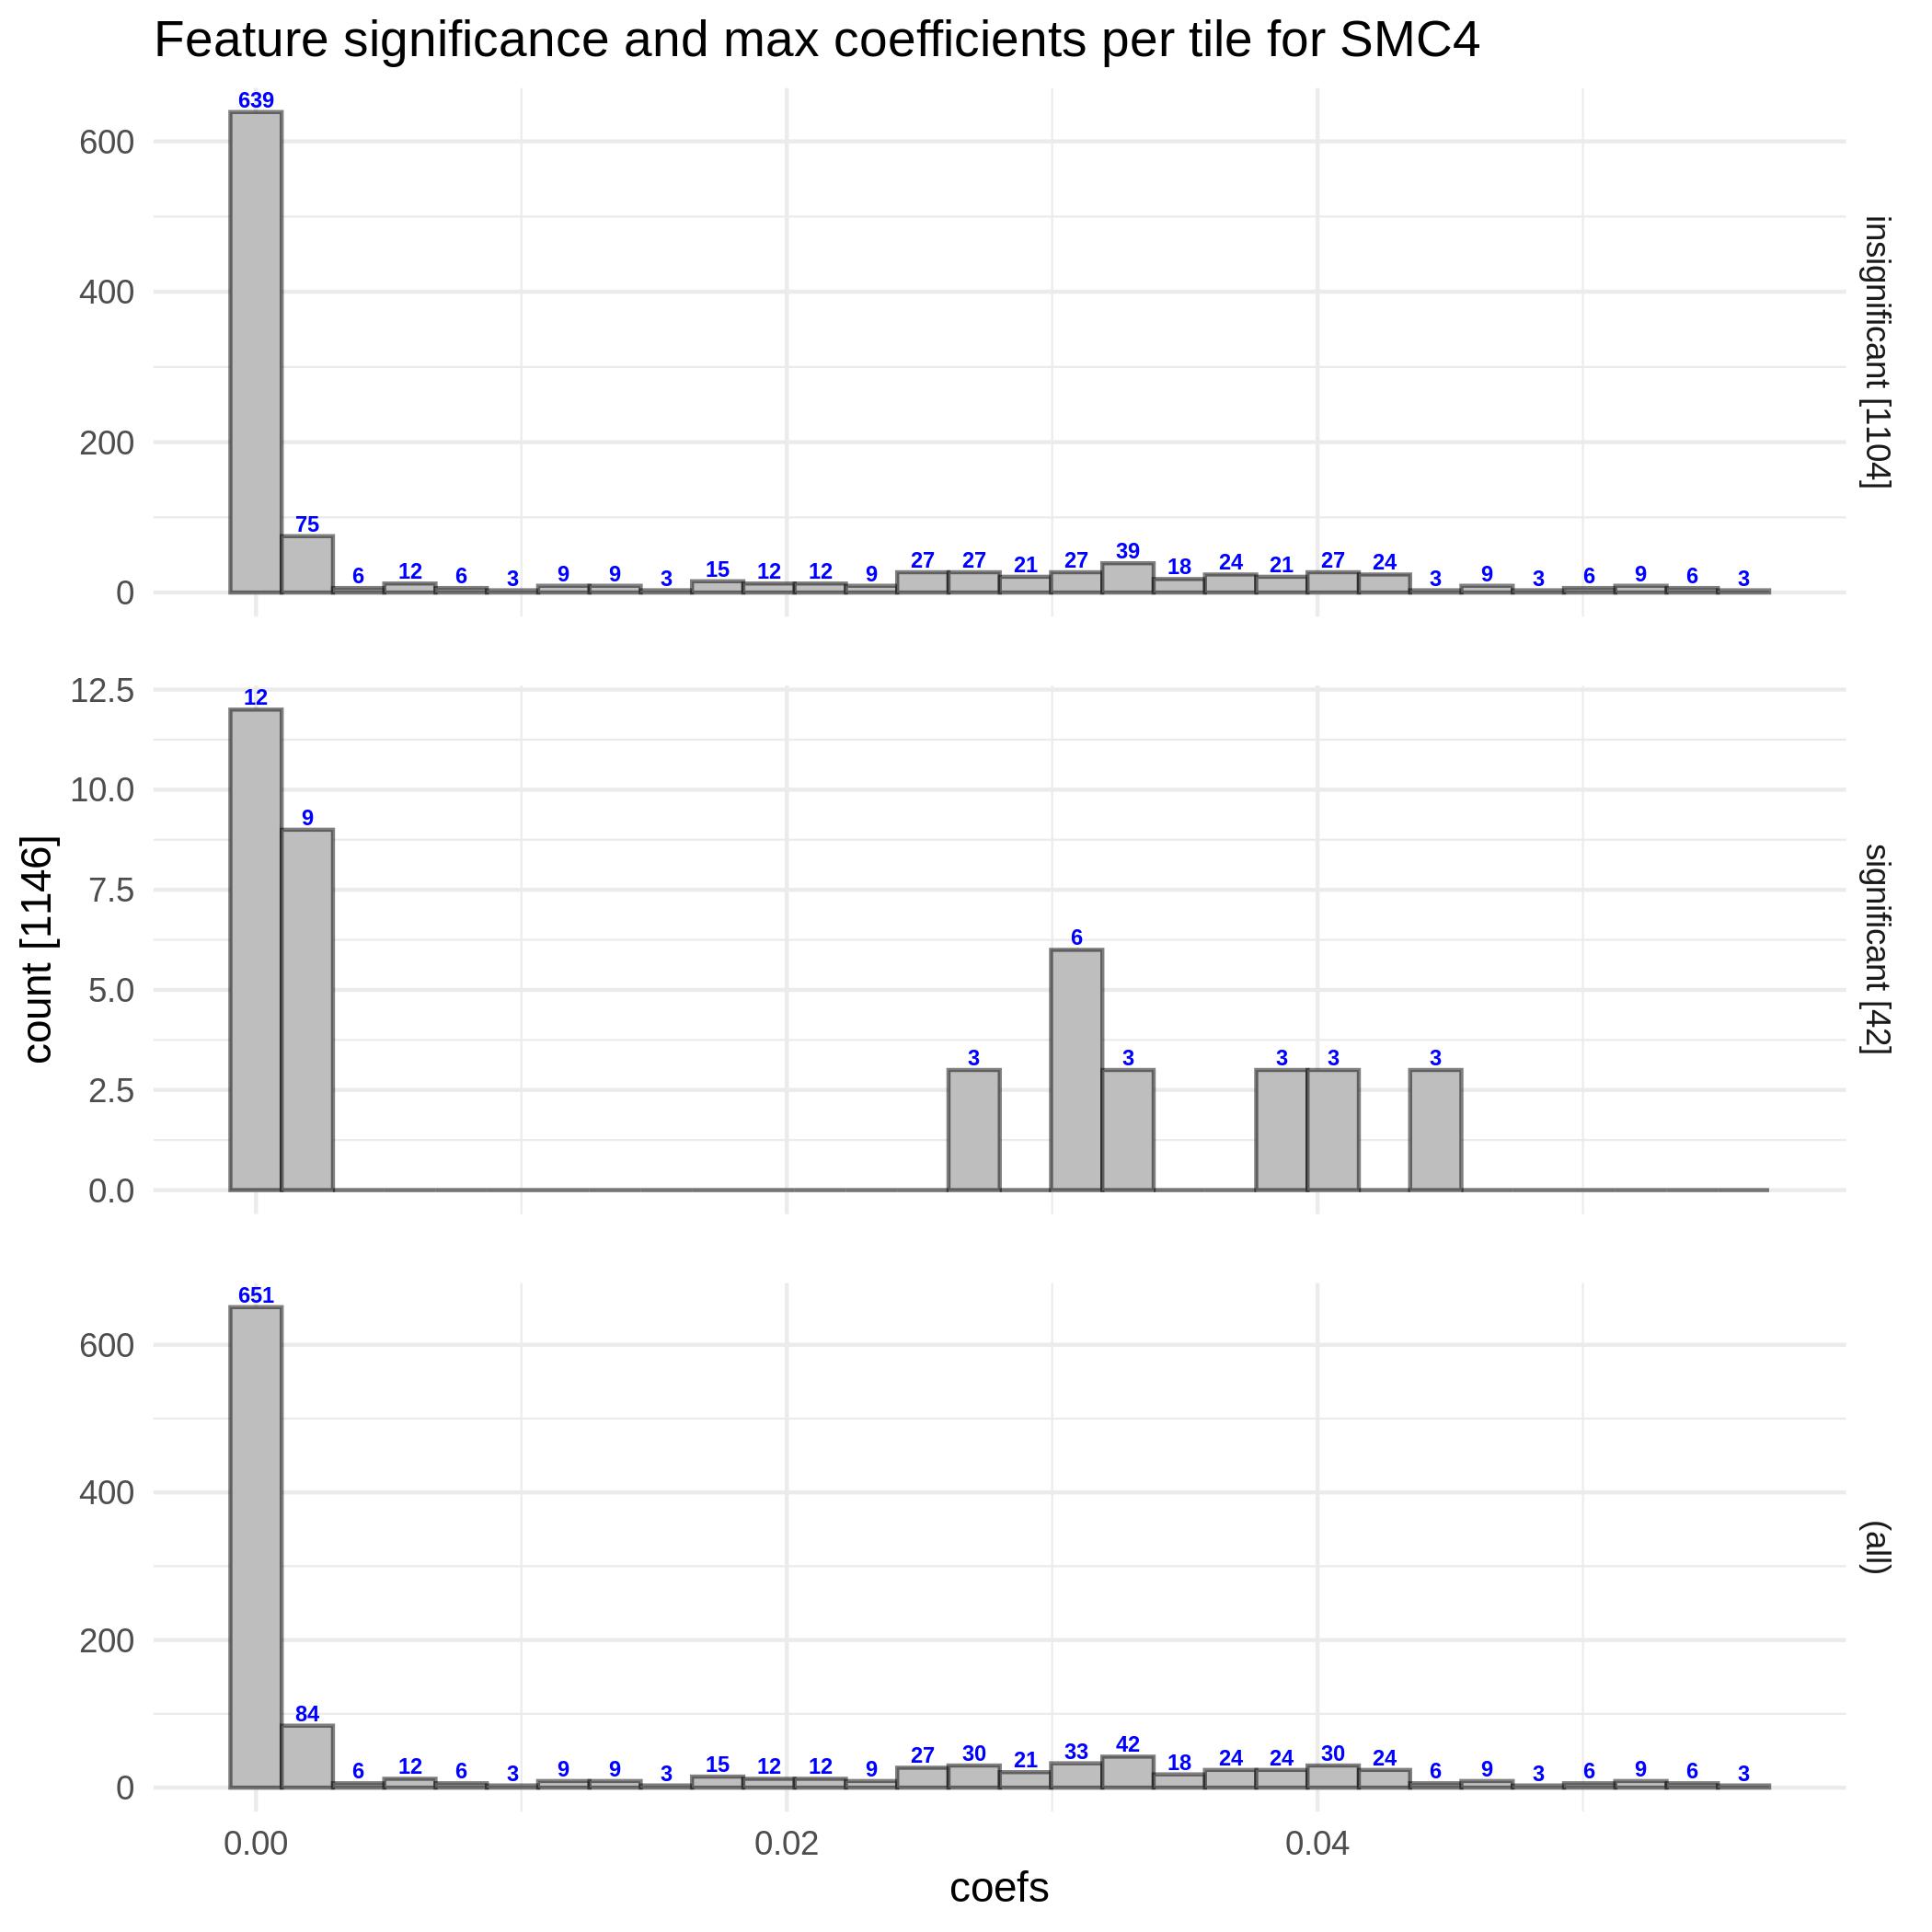 Feature significance and max coefficients per tile for SMC4
639
600
400
200
75
6 12 6 3 9 9 3 15 12 12 9 27 27 21 27 39 18 24 21 27 24 3 9 3 6 9 6 3
0
insignificant [1104]
12.5
12
10.0
9
7.5
6
5.0
3 3 3 3 3
2.5
0.0
significant [42]
count [1146]
651
600
400
200
84
6 12 6 3 9 9 3 15 12 12 9 27 30 21 33 42 18 24 24 30 24 6 9 3 6 9 6 3
0
(all)
0.00 0.02 0.04
coefs